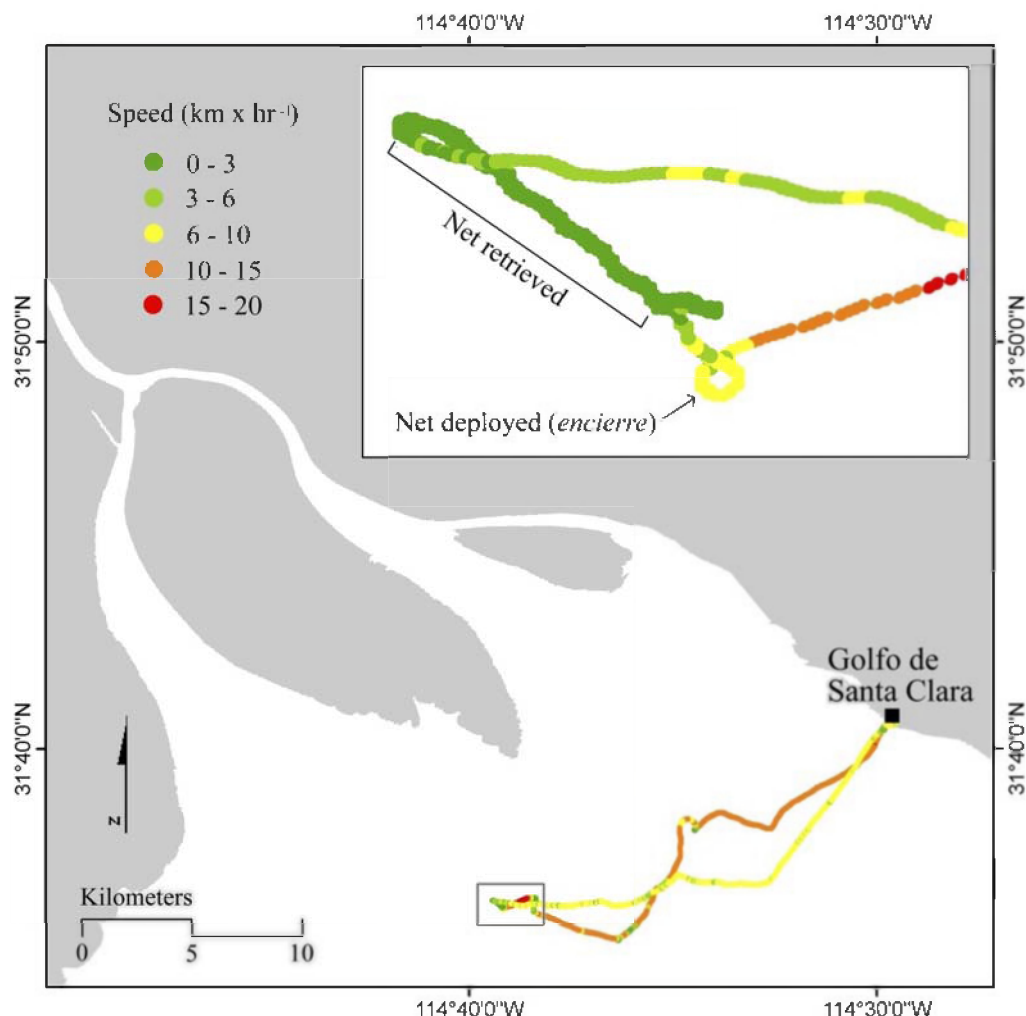 114°40'0"W 114°30'0"W
Speed (km x hr⁻¹)
0 - 3
3 - 6
6 - 10
10 - 15
15 - 20
Net retrieved
Net deployed (encierre)
31°50'0"N 31°50'0"N
Golfo de
Santa Clara
31°40'0"N 31°40'0"N
N
Kilometers
0 5 10
114°40'0"W 114°30'0"W